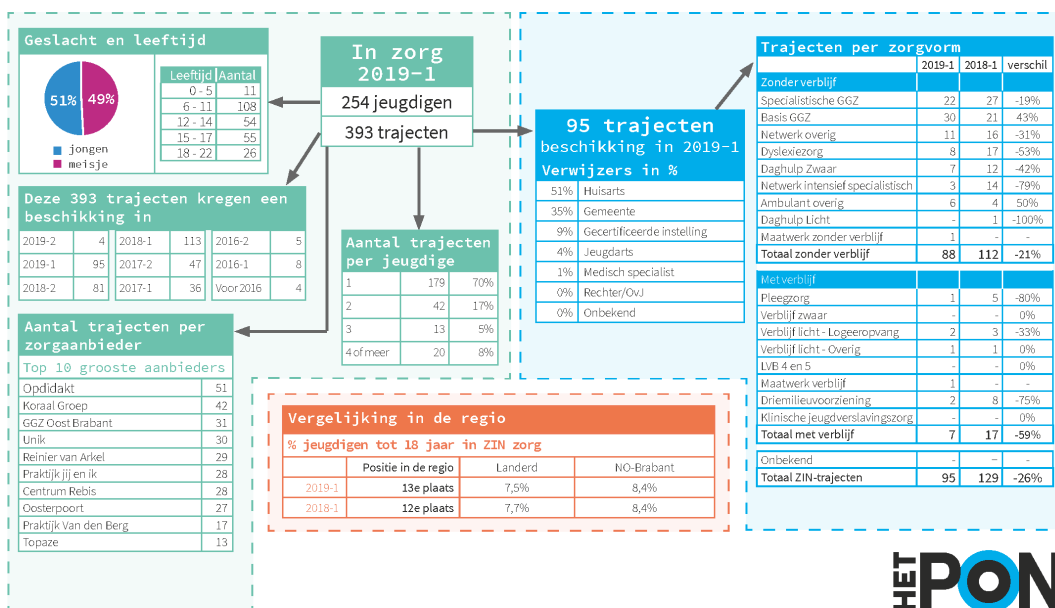 Geslacht en leeftijd
51% 49%
jongen
meisje
Leeftijd Aantal
0 - 5 11
6 - 11 108
12 - 14 54
15 - 17 55
18 - 22 26
In zorg
2019-1
254 jeugdigen
393 trajecten
Deze 393 trajecten kregen een
beschikking in
2019-2 4 2018-1 113 2016-2 5
2019-1 95 2017-2 47 2016-1 8
2018-2 81 2017-1 36 Voor 2016 4
Aantal trajecten
per jeugdige
1 179 70%
2 42 17%
3 13 5%
4 of meer 20 8%
Aantal trajecten per
zorgaanbieder
Top 10 grooste aanbieders
Opdidakt 51
Koraal Groep 42
GGZ Oost Brabant 31
Unik 30
Reinier van Arkel 29
Praktijk jij en ik 28
Centrum Rebis 28
Oosterpoort 27
Praktijk Van den Berg 17
Topaze 13
95 trajecten
beschikking in 2019-1
Verwijzers in %
51% Huisarts
35% Gemeente
9% Gecertificeerde instelling
4% Jeugdarts
1% Medisch specialist
0% Rechter/OvJ
0% Onbekend
Trajecten per zorgvorm
2019-1 2018-1 verschil
Zonder verblijf
Specialistische GGZ 22 27 -19%
Basis GGZ 30 21 43%
Netwerk overig 11 16 -31%
Dyslexiezorg 8 17 -53%
Daghulp Zwaar 7 12 -42%
Netwerk intensief specialistisch 3 14 -79%
Ambulant overig 6 4 50%
Daghulp Licht - 1 -100%
Maatwerk zonder verblijf 1 - -
Totaal zonder verblijf 88 112 -21%
Met verblijf
Pleegzorg 1 5 -80%
Verblijf zwaar - - 0%
Verblijf licht - Logeeropvang 2 3 -33%
Verblijf licht - Overig 1 1 0%
LVB 4 en 5 - - 0%
Maatwerk verblijf 1 - -
Driemilieuvoorziening 2 8 -75%
Klinische jeugdverslavingszorg - - 0%
Totaal met verblijf 7 17 -59%
Onbekend - - -
Totaal ZIN-trajecten 95 129 -26%
Vergelijking in de regio
% jeugdigen tot 18 jaar in ZIN zorg
Positie in de regio Landerd NO-Brabant
2019-1 13e plaats 7,5% 8,4%
2018-1 12e plaats 7,7% 8,4%
HET PON